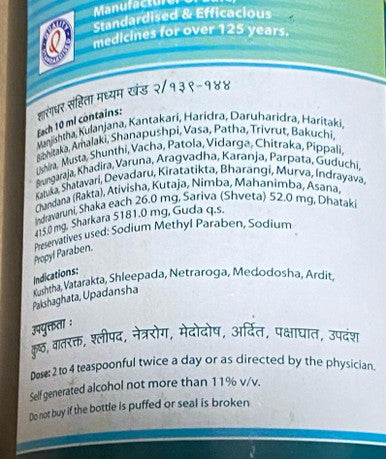 Standardised & Efficacious
medicines for over 125 years.
शारंगधर संहिता मध्यम खंड २/१३९-१४४
Each 10 ml contains:
Manjishtha, Kulanjana, Kantakari, Haridra, Daruharidra, Haritaki,
Bibhitaka, Amalaki, Shanapushpi, Vasa, Patha, Trivrut, Bakuchi,
Ushira, Musta, Shunthi, Vacha, Patola, Vidarga, Chitraka, Pippali,
Brungaraja, Khadira, Varuna, Aragvadha, Karanja, Parpata, Guduchi,
Katuka, Shatavari, Devadaru, Kiratatikta, Bharangi, Murva, Indrayava,
Chandana (Rakta), Ativisha, Kutaja, Nimba, Mahanimba, Asana,
Indravaruni, Shaka each 26.0 mg, Sariva (Shveta) 52.0 mg, Dhataki
415.0 mg, Sharkara 5181.0 mg, Guda q.s.
Preservatives used: Sodium Methyl Paraben, Sodium
Propyl Paraben.
Indications:
Kushtha, Vatarakta, Shleepada, Netraroga, Medodosha, Ardit,
Pakshaghata, Upadansha
उपयुक्तता :
कुष्ठ, वातरक्त, श्लीपद, नेत्ररोग, मेदोदोष, अर्दित, पक्षाघात, उपदंश
Dose: 2 to 4 teaspoonful twice a day or as directed by the physician.
Self generated alcohol not more than 11% v/v.
Do not buy if the bottle is puffed or seal is broken